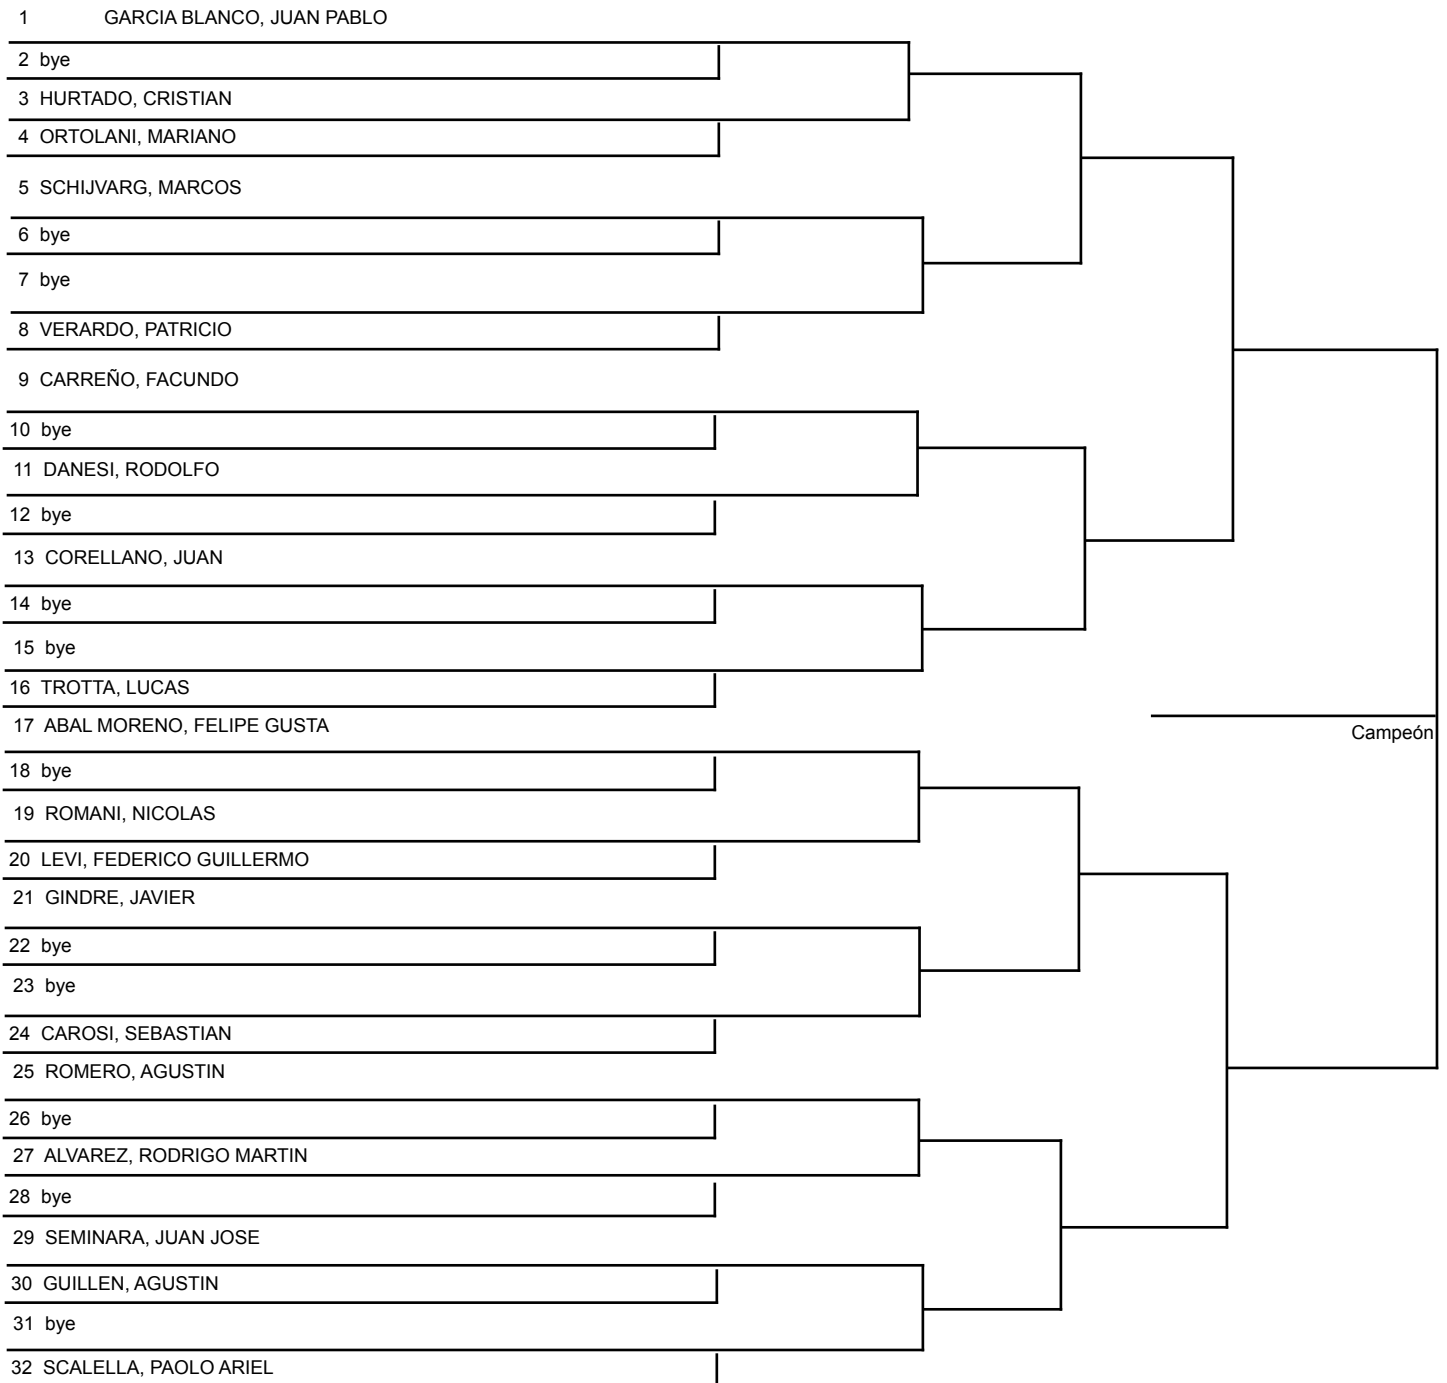 1 GARCIA BLANCO, JUAN PABLO
2 bye
3 HURTADO, CRISTIAN
4 ORTOLANI, MARIANO
5 SCHIJVARG, MARCOS
6 bye
7 bye
8 VERARDO, PATRICIO
9 CARREÑO, FACUNDO
10 bye
11 DANESI, RODOLFO
12 bye
13 CORELLANO, JUAN
14 bye
15 bye
16 TROTTA, LUCAS
17 ABAL MORENO, FELIPE GUSTA
Campeón
18 bye
19 ROMANI, NICOLAS
20 LEVI, FEDERICO GUILLERMO
21 GINDRE, JAVIER
22 bye
23 bye
24 CAROSI, SEBASTIAN
25 ROMERO, AGUSTIN
26 bye
27 ALVAREZ, RODRIGO MARTIN
28 bye
29 SEMINARA, JUAN JOSE
30 GUILLEN, AGUSTIN
31 bye
32 SCALELLA, PAOLO ARIEL